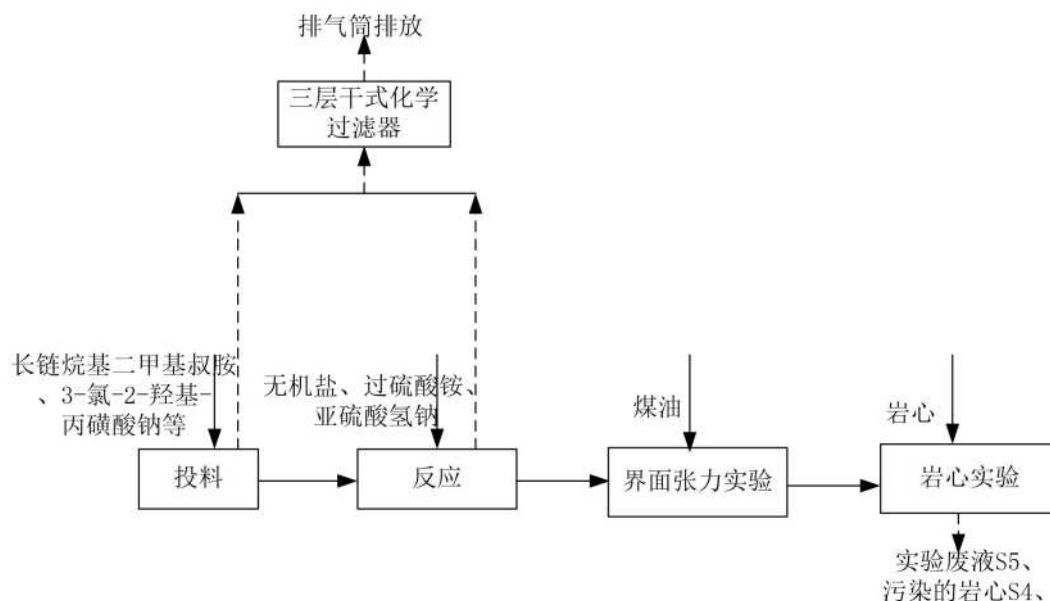 排气筒排放
三层干式化学
过滤器
长链烷基二甲基叔胺
、3-氯-2-羟基-
丙磺酸钠等
无机盐、过硫酸铵、
亚硫酸氢钠
煤油
岩心
投料
反应
界面张力实验
岩心实验
实验废液S5、
污染的岩心S4、